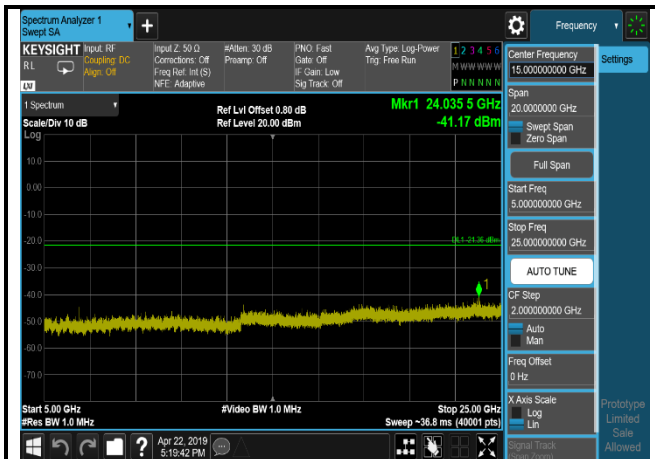 Spectrum Analyzer 1
Swept SA
+
Frequency
KEYSIGHT
RL
LXI
Input: RF
Coupling: DC
Align: Off
Input Z: 50 Ω
Corrections: Off
Freq Ref: Int (S)
NFE: Adaptive
#Atten: 30 dB
Preamp: Off
PNO: Fast
Gate: Off
IF Gain: Low
Sig Track: Off
Avg Type: Log-Power
Trig: Free Run
1 2 3 4 5 6
M W W W W W
P N N N N N
1 Spectrum
Scale/Div 10 dB
Log
Ref Lvl Offset 0.80 dB
Ref Level 20.00 dBm
Mkr1 24.035 5 GHz
-41.17 dBm
10.0
0.00
-10.0
-20.0
-30.0
-40.0
-50.0
-60.0
-70.0
DL1 -21.36 dBm
1
Start 5.00 GHz
#Res BW 1.0 MHz
#Video BW 1.0 MHz
Stop 25.00 GHz
Sweep ~36.8 ms (40001 pts)
?
Apr 22, 2019
5:19:42 PM
Center Frequency
15.000000000 GHz
Span
20.0000000 GHz
Swept Span
Zero Span
Full Span
Start Freq
5.000000000 GHz
Stop Freq
25.000000000 GHz
AUTO TUNE
CF Step
2.000000000 GHz
Auto
Man
Freq Offset
0 Hz
X Axis Scale
Log
Lin
Signal Track
(Span Zoom)
Settings
Prototype
Limited
Sale
Allowed